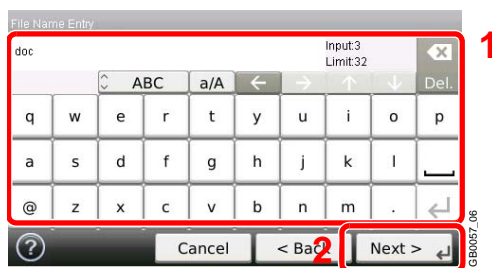 File Name Entry
doc Input:3
Limit:32
ABC a/A ← → ↑ ↓ Del.
q w e r t y u i o p
a s d f g h j k l
@ z x c v b n m .
? Cancel < Back Next >
1
2
GB0057_06